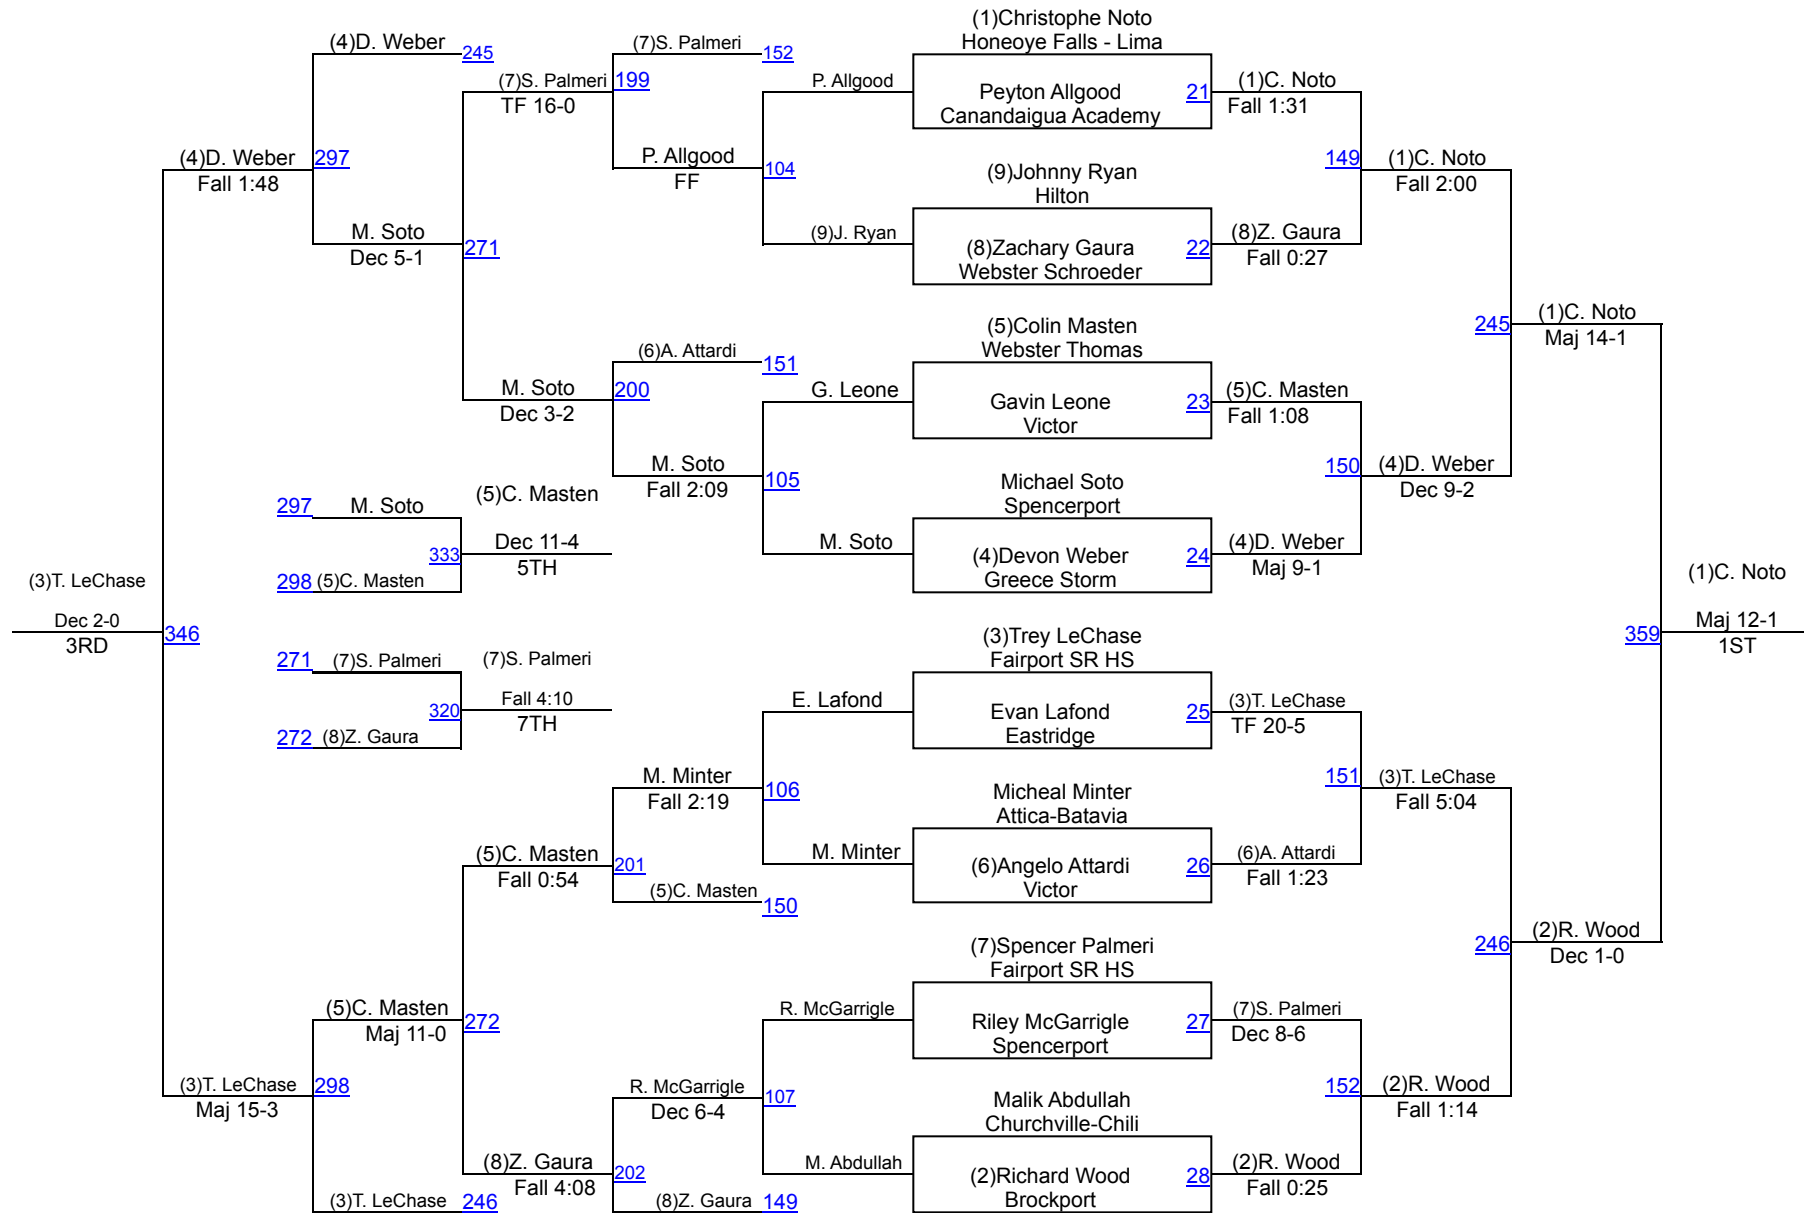 (1)Christophe Noto
Honeoye Falls - Lima
(4)D. Weber
245
(7)S. Palmeri
152
(7)S. Palmeri
199
TF 16-0
P. Allgood
Peyton Allgood
Canandaigua Academy
21
(1)C. Noto
Fall 1:31
(4)D. Weber
297
Fall 1:48
P. Allgood
104
FF
(9)Johnny Ryan
Hilton
149
(1)C. Noto
Fall 2:00
M. Soto
271
Dec 5-1
(9)J. Ryan
(8)Zachary Gaura
Webster Schroeder
22
(8)Z. Gaura
Fall 0:27
(5)Colin Masten
Webster Thomas
245
(1)C. Noto
Maj 14-1
(6)A. Attardi
151
M. Soto
200
Dec 3-2
G. Leone
Gavin Leone
Victor
23
(5)C. Masten
Fall 1:08
M. Soto
105
Fall 2:09
Michael Soto
Spencerport
150
(4)D. Weber
Dec 9-2
297
M. Soto
(5)C. Masten
333
Dec 11-4
5TH
298
(5)C. Masten
M. Soto
(4)Devon Weber
Greece Storm
24
(4)D. Weber
Maj 9-1
(3)T. LeChase
Dec 2-0
3RD
346
(1)C. Noto
359
Maj 12-1
1ST
(3)Trey LeChase
Fairport SR HS
271
(7)S. Palmeri
(7)S. Palmeri
320
Fall 4:10
7TH
272
(8)Z. Gaura
E. Lafond
Evan Lafond
Eastridge
25
(3)T. LeChase
TF 20-5
M. Minter
106
Fall 2:19
Micheal Minter
Attica-Batavia
151
(3)T. LeChase
Fall 5:04
(5)C. Masten
201
Fall 0:54
(5)C. Masten
150
M. Minter
(6)Angelo Attardi
Victor
26
(6)A. Attardi
Fall 1:23
(7)Spencer Palmeri
Fairport SR HS
246
(2)R. Wood
Dec 1-0
(5)C. Masten
272
Maj 11-0
R. McGarrigle
Riley McGarrigle
Spencerport
27
(7)S. Palmeri
Dec 8-6
(3)T. LeChase
298
Maj 15-3
R. McGarrigle
107
Dec 6-4
Malik Abdullah
Churchville-Chili
152
(2)R. Wood
Fall 1:14
(8)Z. Gaura
202
Fall 4:08
M. Abdullah
(2)Richard Wood
Brockport
28
(2)R. Wood
Fall 0:25
(3)T. LeChase
246
(8)Z. Gaura
149